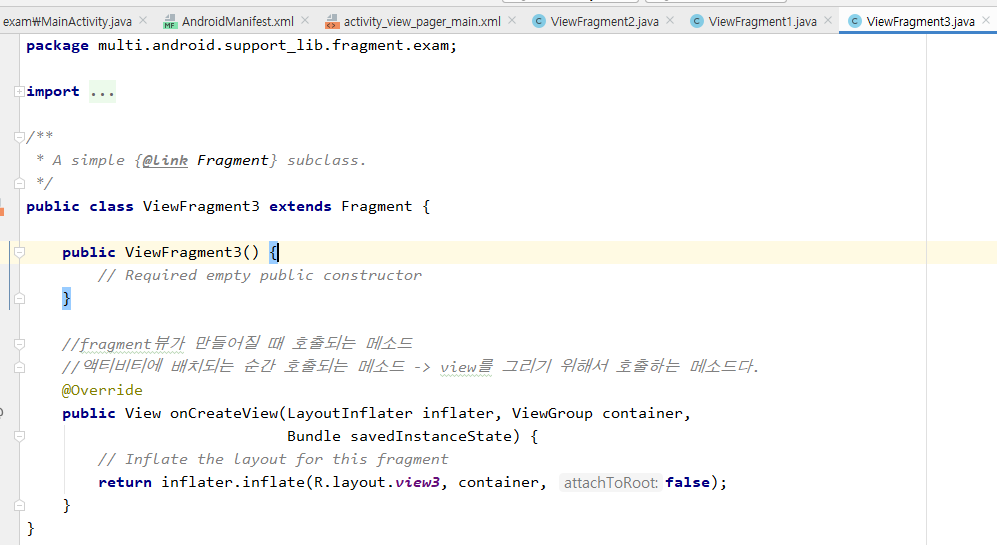 exam₩MainActivity.java × MF AndroidManifest.xml × activity_view_pager_main.xml × C ViewFragment2.java × C ViewFragment1.java × C ViewFragment3.java ×
package multi.android.support_lib.fragment.exam;
import ...
/**
* A simple {@link Fragment} subclass.
*/
public class ViewFragment3 extends Fragment {
public ViewFragment3() {
// Required empty public constructor
}
//fragment뷰가 만들어질 때 호출되는 메소드
//액티비티에 배치되는 순간 호출되는 메소드 -> view를 그리기 위해서 호출하는 메소드다.
@Override
public View onCreateView(LayoutInflater inflater, ViewGroup container,
Bundle savedInstanceState) {
// Inflate the layout for this fragment
return inflater.inflate(R.layout.view3, container, attachToRoot: false);
}
}